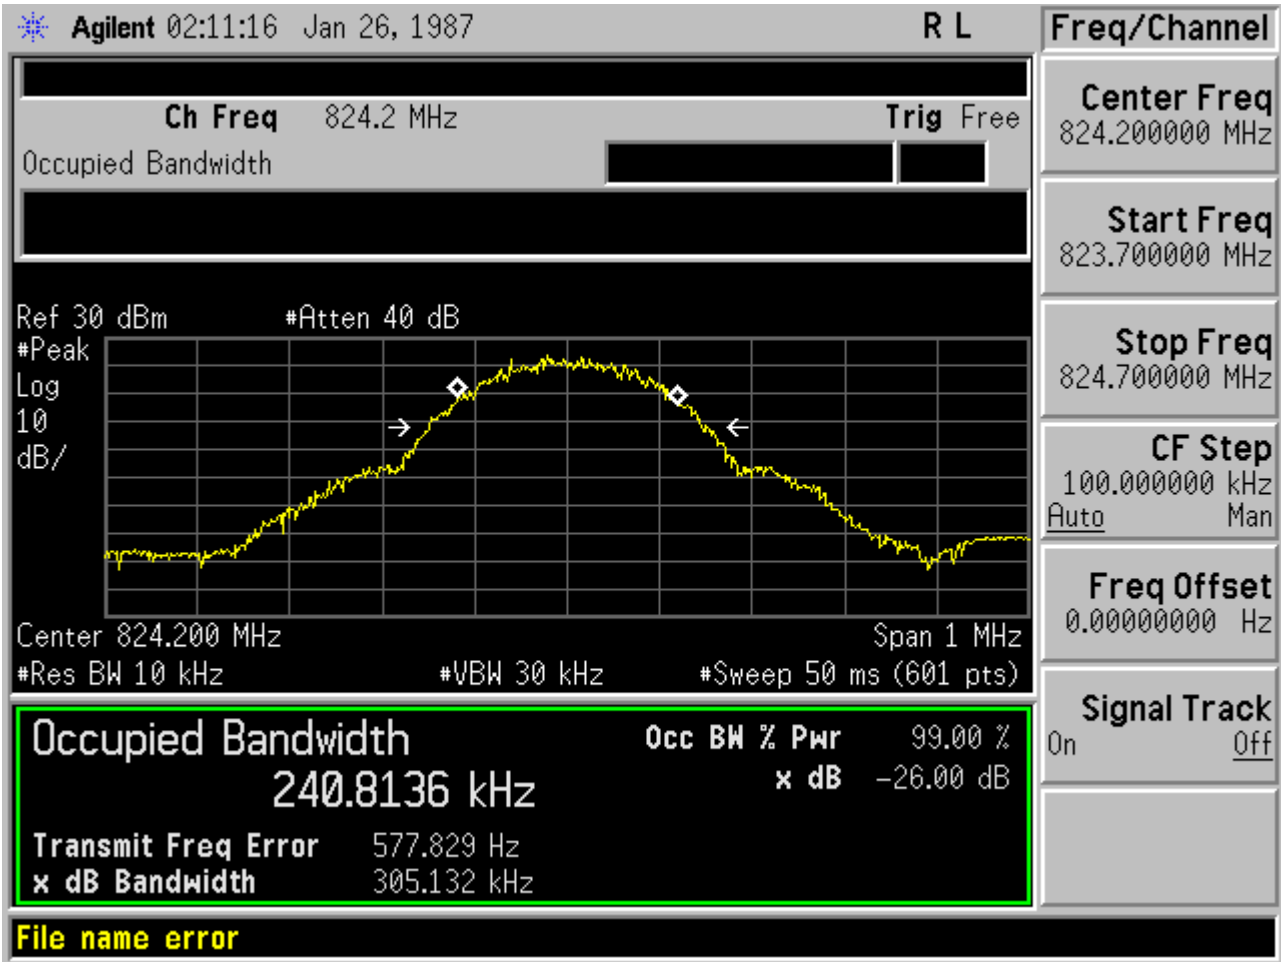 Agilent 02:11:16 Jan 26, 1987 R L
Freq/Channel
Ch Freq 824.2 MHz Trig Free
Occupied Bandwidth
Center Freq
824.200000 MHz
Start Freq
823.700000 MHz
Stop Freq
824.700000 MHz
CF Step
100.000000 kHz
Auto Man
Freq Offset
0.00000000 Hz
Signal Track
On Off
Ref 30 dBm #Atten 40 dB
#Peak
Log
10
dB/
Center 824.200 MHz Span 1 MHz
#Res BW 10 kHz #VBW 30 kHz #Sweep 50 ms (601 pts)
Occupied Bandwidth Occ BW % Pwr 99.00 %
240.8136 kHz x dB -26.00 dB
Transmit Freq Error 577.829 Hz
x dB Bandwidth 305.132 kHz
File name error